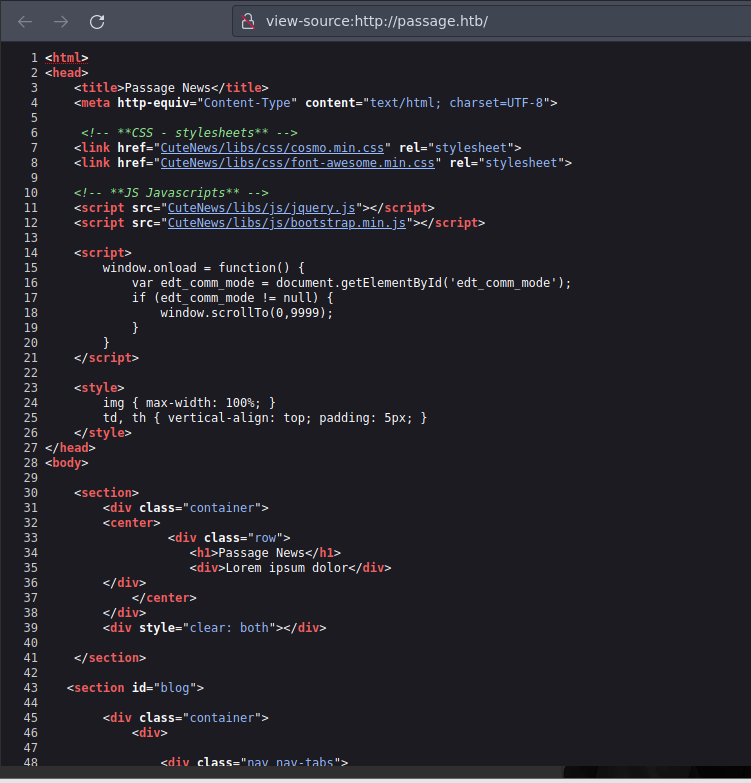 view-source:http://passage.htb/
1 <html>
2 <head>
3 <title>Passage News</title>
4 <meta http-equiv="Content-Type" content="text/html; charset=UTF-8">
5
6 <!-- **CSS - stylesheets** -->
7 <link href="CuteNews/libs/css/cosmo.min.css" rel="stylesheet">
8 <link href="CuteNews/libs/css/font-awesome.min.css" rel="stylesheet">
9
10 <!-- **JS Javascripts** -->
11 <script src="CuteNews/libs/js/jquery.js"></script>
12 <script src="CuteNews/libs/js/bootstrap.min.js"></script>
13
14 <script>
15 window.onload = function() {
16 var edt_comm_mode = document.getElementById('edt_comm_mode');
17 if (edt_comm_mode != null) {
18 window.scrollTo(0,9999);
19 }
20 }
21 </script>
22
23 <style>
24 img { max-width: 100%; }
25 td, th { vertical-align: top; padding: 5px; }
26 </style>
27 </head>
28 <body>
29
30 <section>
31 <div class="container">
32 <center>
33 <div class="row">
34 <h1>Passage News</h1>
35 <div>Lorem ipsum dolor</div>
36 </div>
37 </center>
38 </div>
39 <div style="clear: both"></div>
40
41 </section>
42
43 <section id="blog">
44
45 <div class="container">
46 <div>
47
48 <div class="nav nav-tabs">